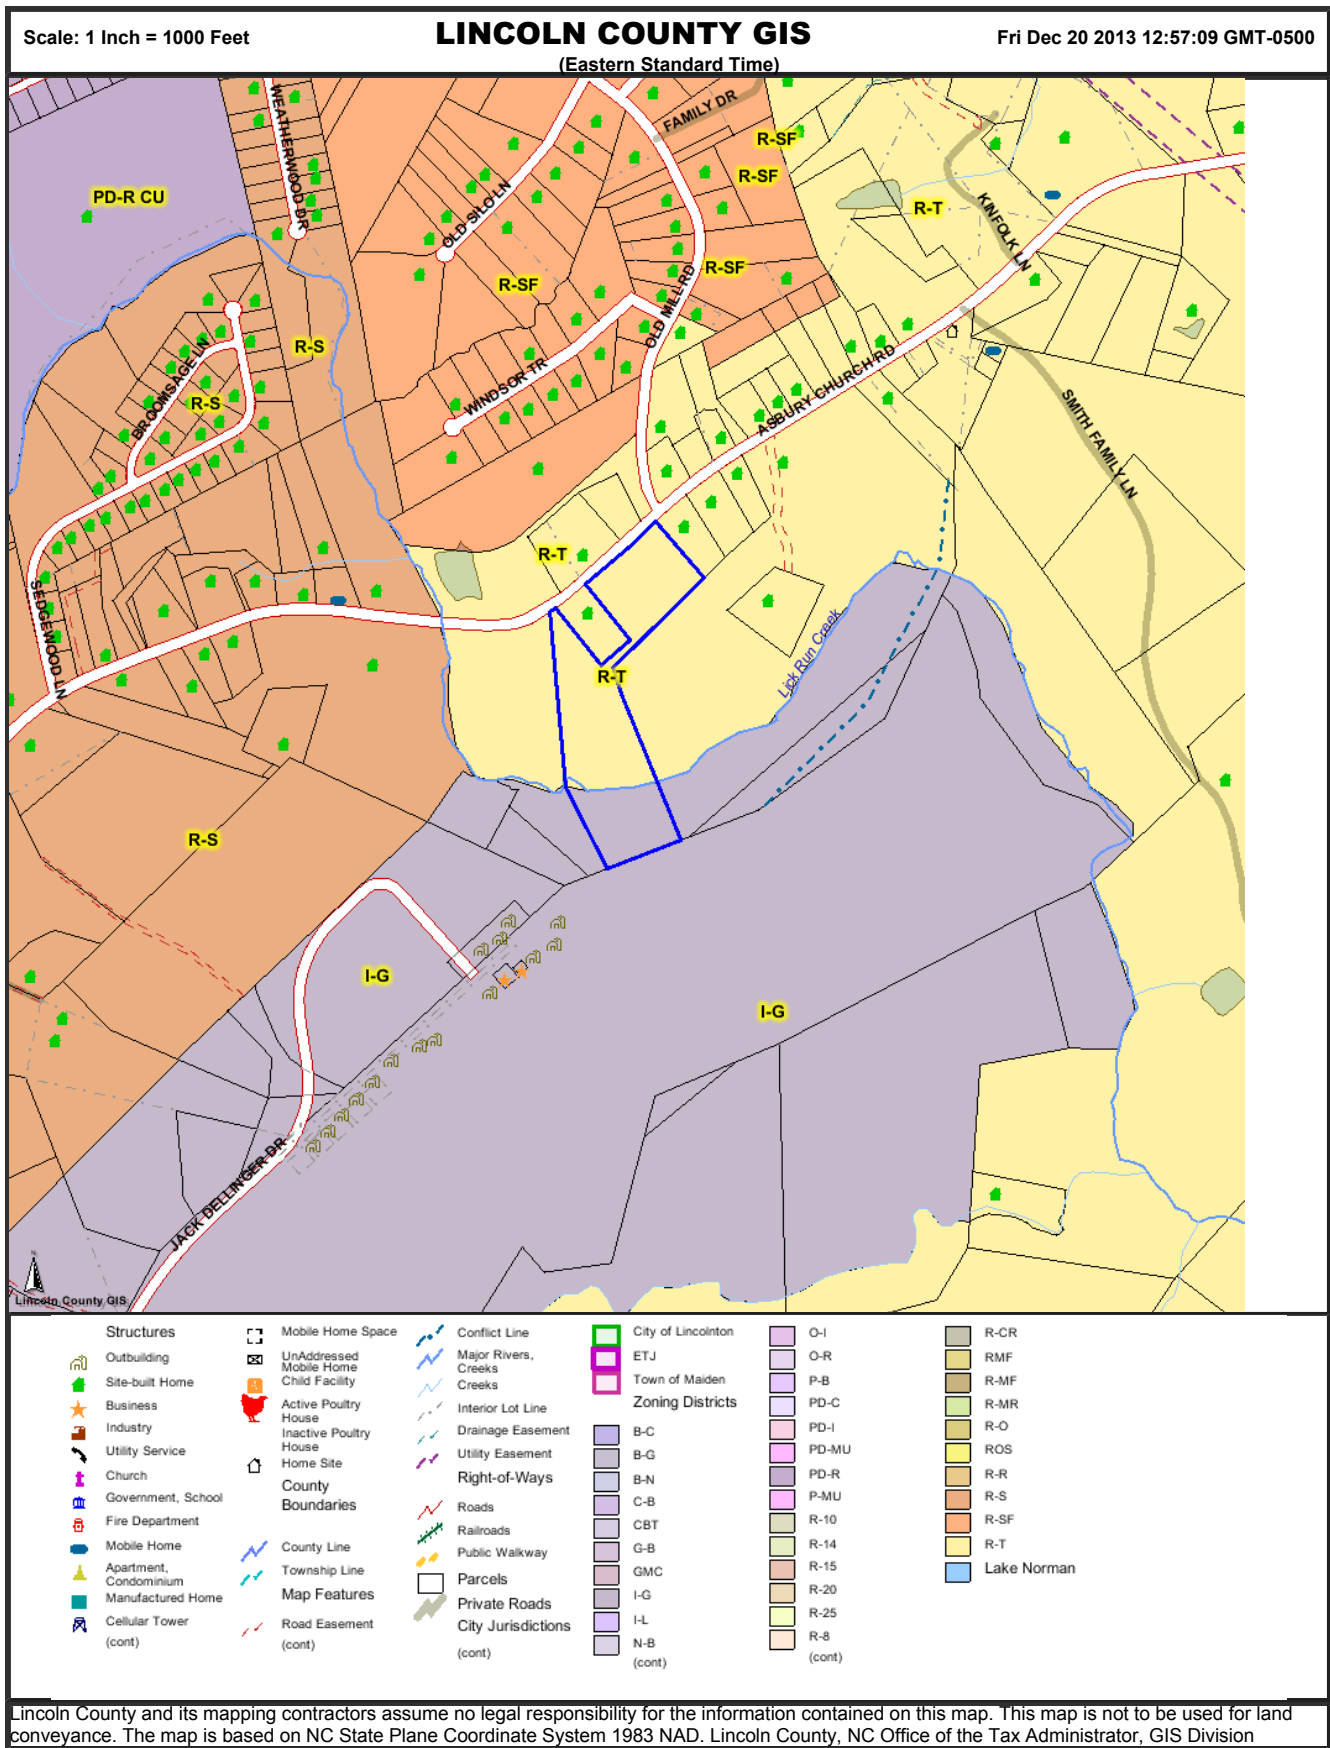 Scale: 1 Inch = 1000 Feet
LINCOLN COUNTY GIS
Fri Dec 20 2013 12:57:09 GMT-0500
(Eastern Standard Time)
WEATHERWOOD DR
FAMILY DR
R-SF
R-SF
PD-R CU
OLD SILO LN
R-T
KINFOLK LN
R-SF
R-SF
OLD MILL RD
R-S
BROOMSAGE LN
R-S
WINDSOR TR
ASBURY CHURCH RD
SMITH FAMILY LN
R-T
SEDGEWOOD LN
Lick Run Creek
R-T
R-S
I-G
I-G
JACK DELLINGER DR
N
Lincoln County GIS
Structures
Outbuilding
Site-built Home
Business
Industry
Utility Service
Church
Government, School
Fire Department
Mobile Home
Apartment,
Condominium
Manufactured Home
Cellular Tower
(cont)
Mobile Home Space
UnAddressed
Mobile Home
Child Facility
Active Poultry
House
Inactive Poultry
House
Home Site
County
Boundaries
County Line
Township Line
Map Features
Road Easement
(cont)
Conflict Line
Major Rivers,
Creeks
Creeks
Interior Lot Line
Drainage Easement
Utility Easement
Right-of-Ways
Roads
Railroads
Public Walkway
Parcels
Private Roads
City Jurisdictions
(cont)
City of Lincolnton
ETJ
Town of Maiden
Zoning Districts
B-C
B-G
B-N
C-B
CBT
G-B
GMC
I-G
I-L
N-B
(cont)
O-I
O-R
P-B
PD-C
PD-I
PD-MU
PD-R
P-MU
R-10
R-14
R-15
R-20
R-25
R-8
(cont)
R-CR
RMF
R-MF
R-MR
R-O
ROS
R-R
R-S
R-SF
R-T
Lake Norman
Lincoln County and its mapping contractors assume no legal responsibility for the information contained on this map. This map is not to be used for land
conveyance. The map is based on NC State Plane Coordinate System 1983 NAD. Lincoln County, NC Office of the Tax Administrator, GIS Division